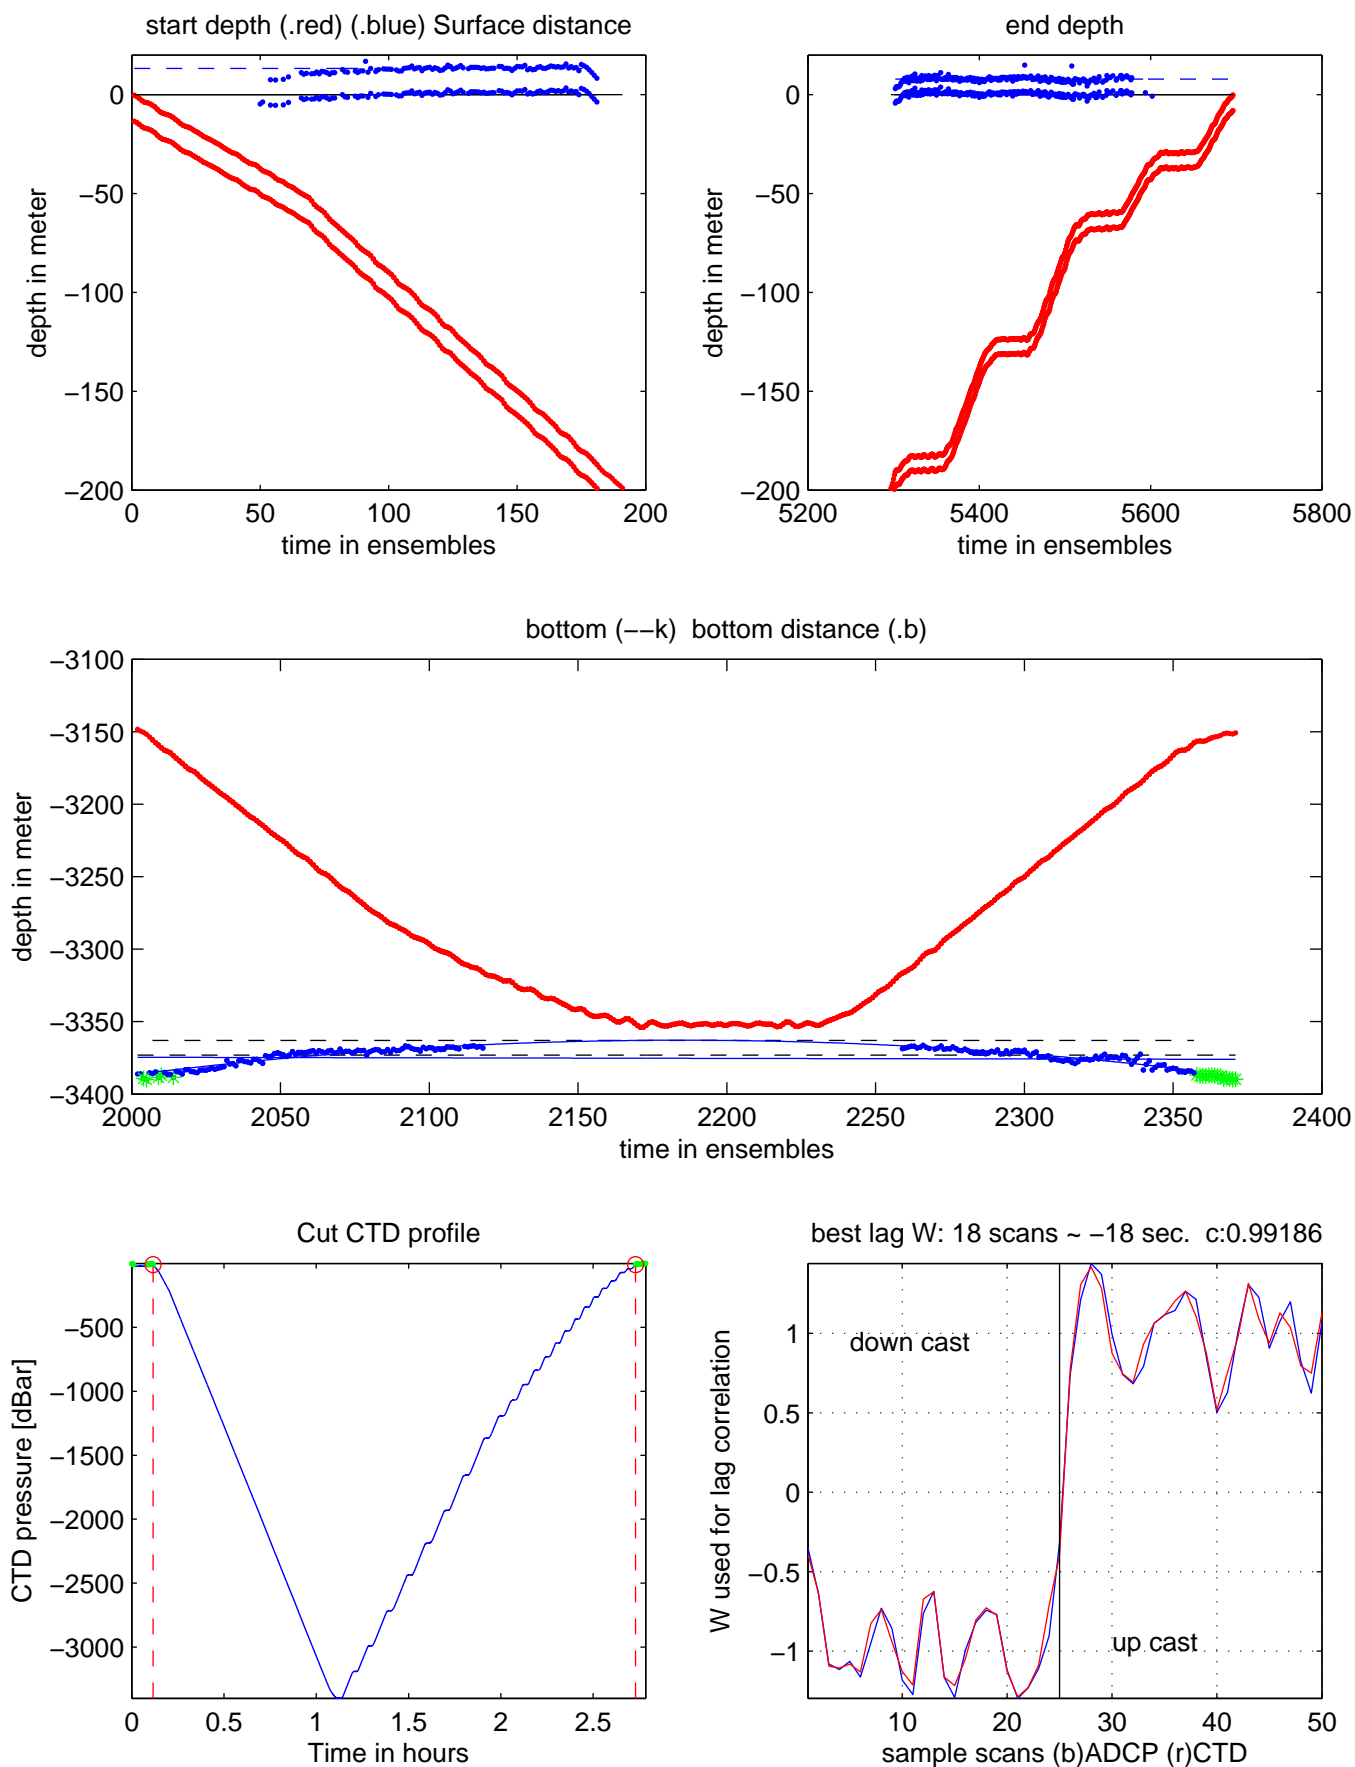 start depth (.red) (.blue) Surface distance
0
−50
−100
−150
−200
depth in meter
0 50 100 150 200
time in ensembles
end depth
0
−50
−100
−150
−200
depth in meter
5200 5400 5600 5800
time in ensembles
bottom (−−k)  bottom distance (.b)
−3100
−3150
−3200
−3250
−3300
−3350
−3400
depth in meter
2000 2050 2100 2150 2200 2250 2300 2350 2400
time in ensembles
Cut CTD profile
−500
−1000
−1500
−2000
−2500
−3000
CTD pressure [dBar]
0 0.5 1 1.5 2 2.5
Time in hours
best lag W: 18 scans ~ −18 sec.  c:0.99186
1
0.5
0
−0.5
−1
W used for lag correlation
down cast
up cast
10 20 30 40 50
sample scans (b)ADCP (r)CTD